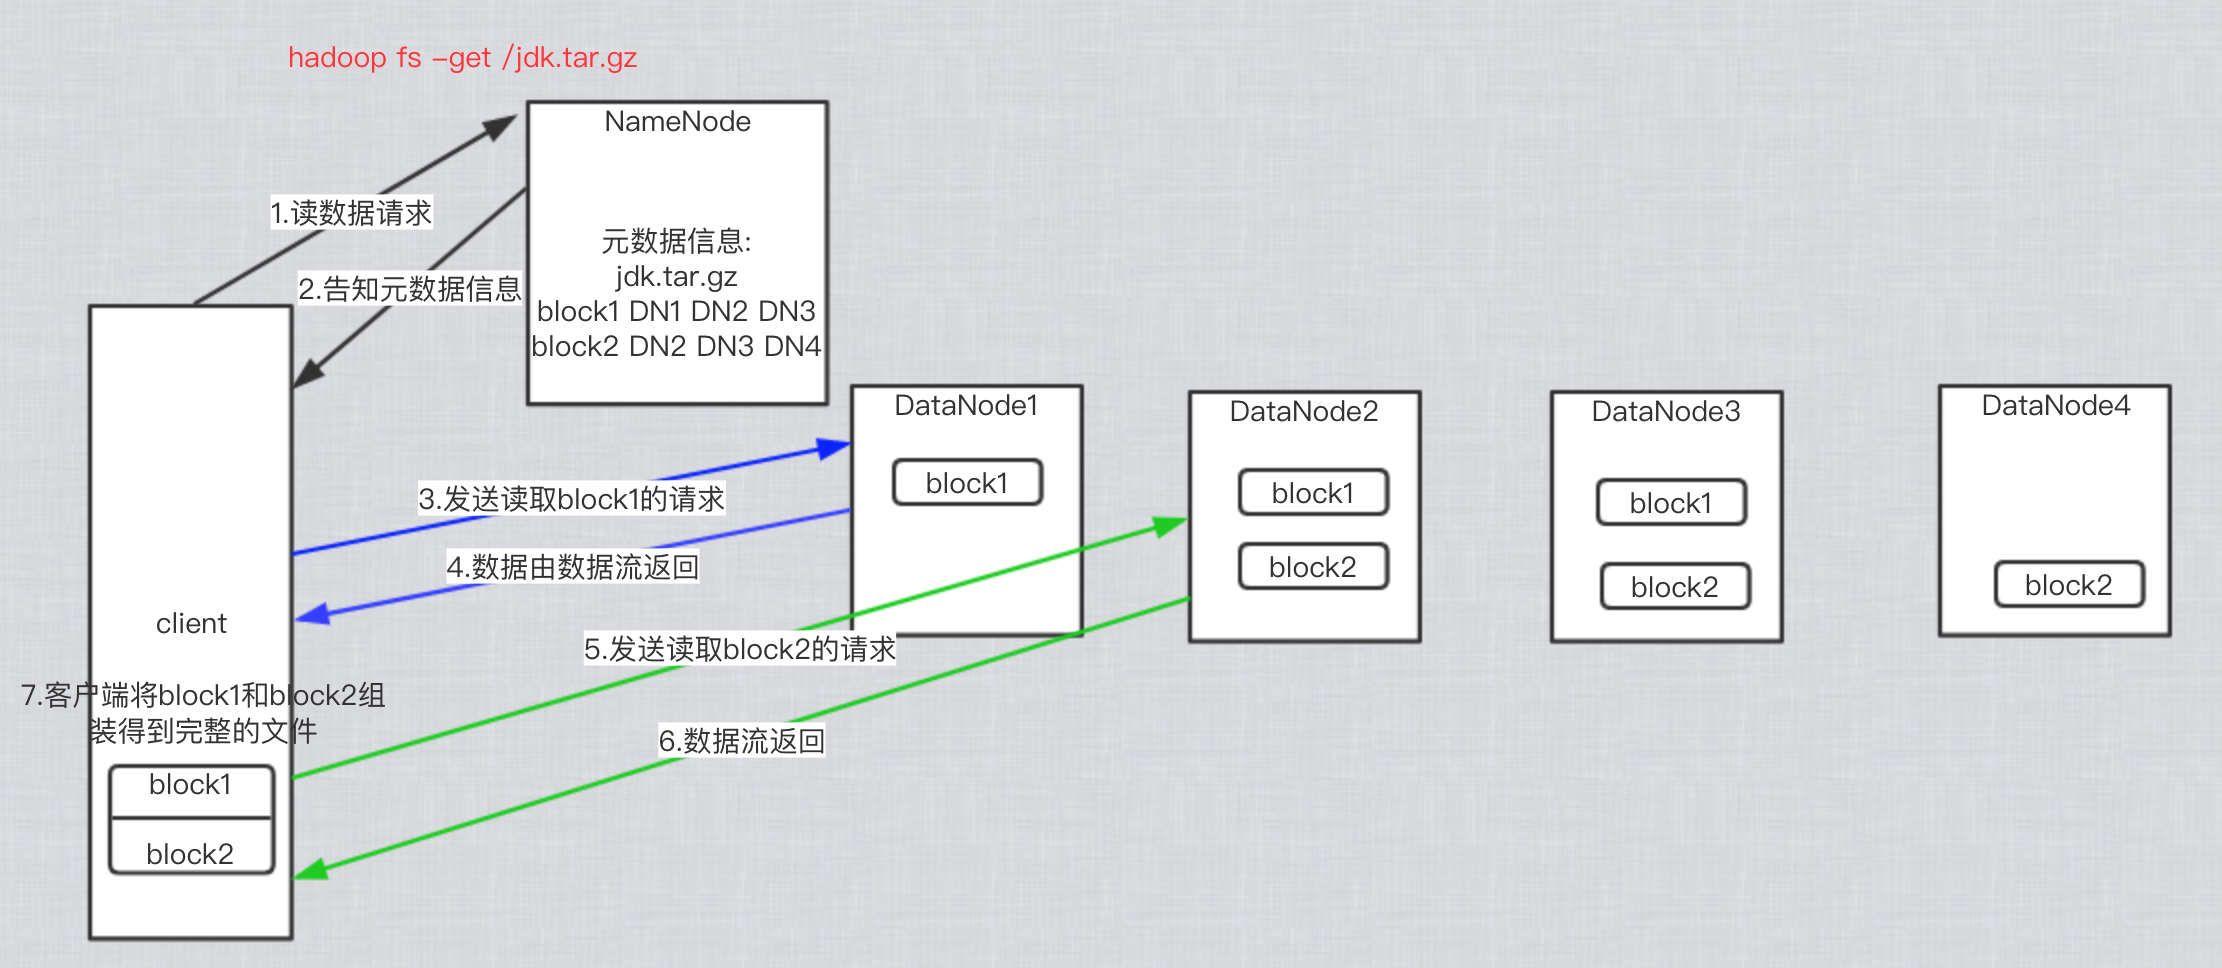 hadoop fs -get /jdk.tar.gz
NameNode
1.读数据请求
元数据信息:
jdk.tar.gz
2.告知元数据信息
block1 DN1 DN2 DN3
block2 DN2 DN3 DN4
DataNode1
DataNode2
DataNode3
DataNode4
block1
block1
block1
3.发送读取block1的请求
4.数据由数据流返回
block2
block2
block2
client
5.发送读取block2的请求
7.客户端将block1和block2组
装得到完整的文件
6.数据流返回
block1
block2